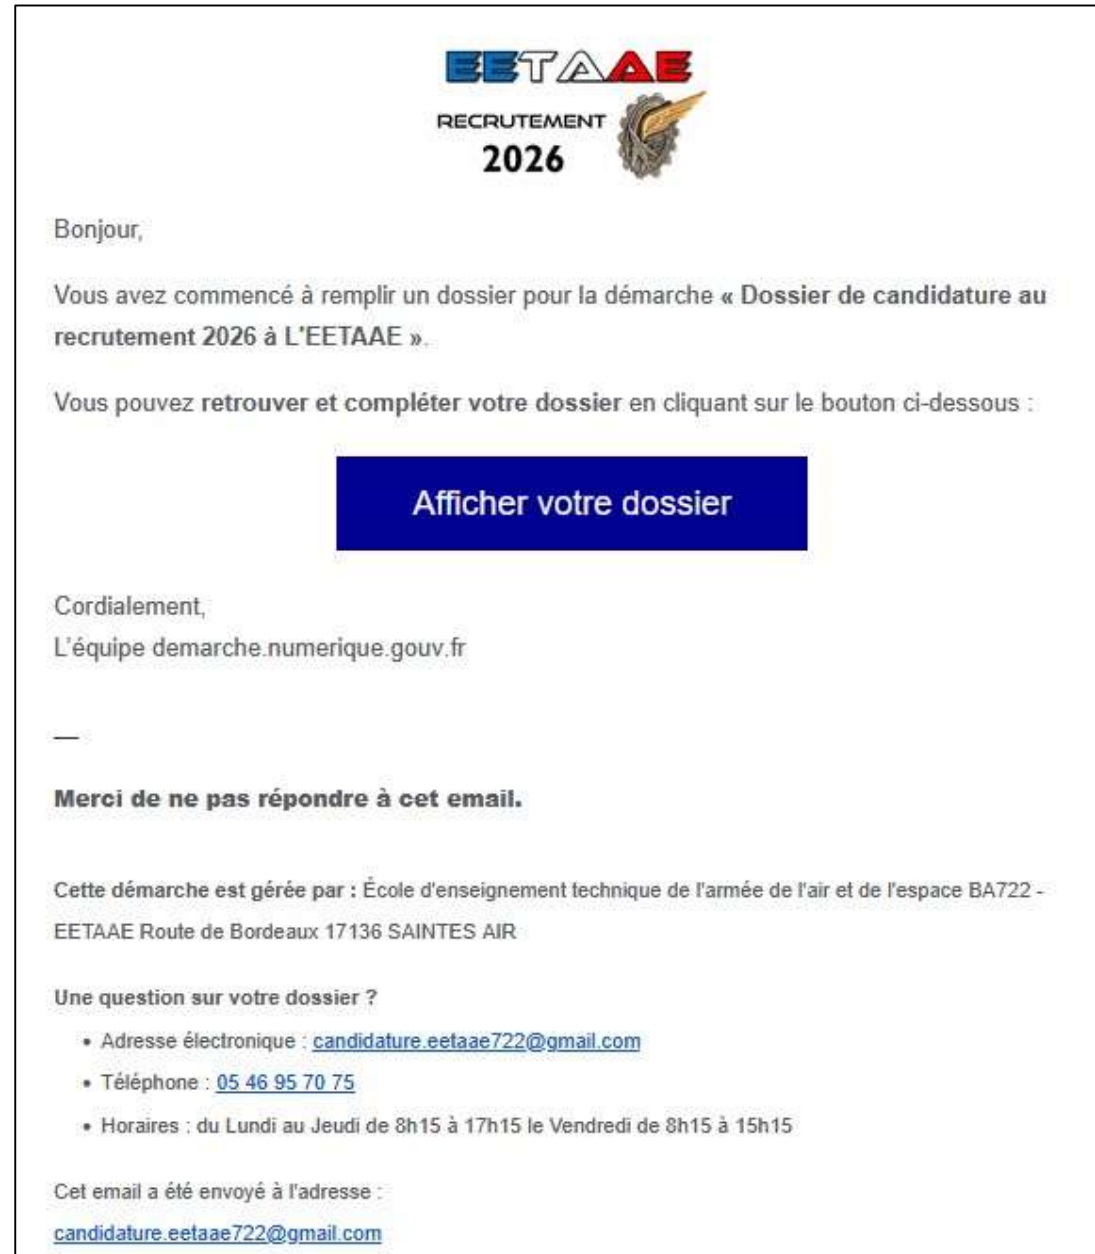 EETAAE
RECRUTEMENT
2026
Bonjour,
Vous avez commencé à remplir un dossier pour la démarche « Dossier de candidature au
recrutement 2026 à L'EETAAE ».
Vous pouvez retrouver et compléter votre dossier en cliquant sur le bouton ci-dessous :
Afficher votre dossier
Cordialement,
L'équipe demarche.numerique.gouv.fr
—
Merci de ne pas répondre à cet email.
Cette démarche est gérée par : École d'enseignement technique de l'armée de l'air et de l'espace BA722 -
EETAAE Route de Bordeaux 17136 SAINTES AIR
Une question sur votre dossier ?
• Adresse électronique : candidature.eetaae722@gmail.com
• Téléphone : 05 46 95 70 75
• Horaires : du Lundi au Jeudi de 8h15 à 17h15 le Vendredi de 8h15 à 15h15
Cet email a été envoyé à l'adresse :
candidature.eetaae722@gmail.com